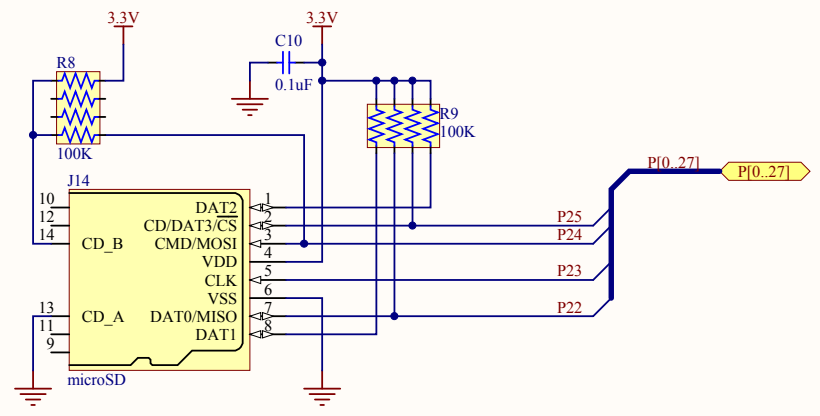 3.3V
3.3V
C10
0.1uF
R8
100K
R9
100K
J14
10
12
14
CD_B
13
CD_A
11
9
DAT2 1
CD/DAT3/CS 2
CMD/MOSI 3
VDD 4
CLK 5
VSS 6
DAT0/MISO 7
DAT1 8
microSD
P25
P24
P23
P22
P[0..27]
P[0..27]